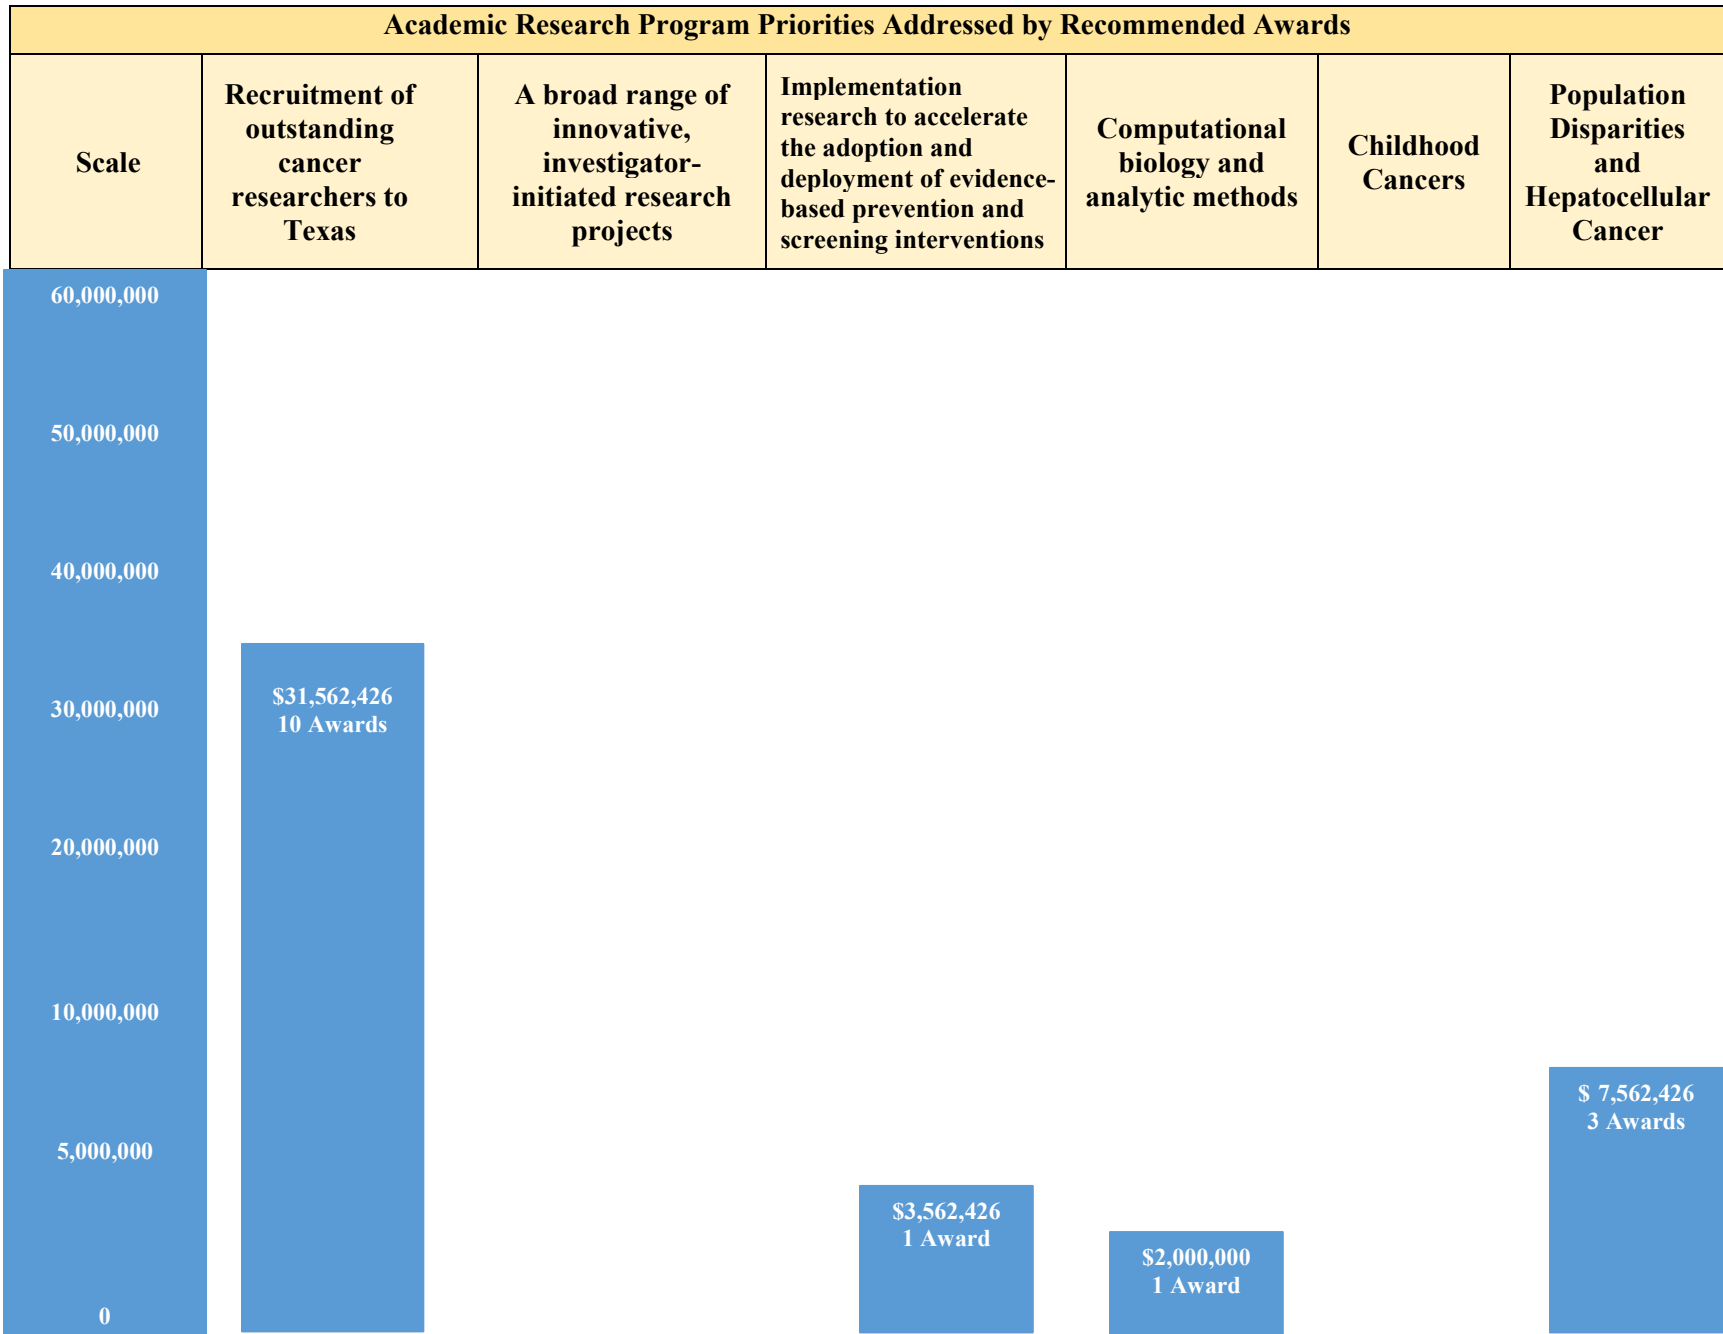 Academic Research Program Priorities Addressed by Recommended Awards
Scale
Recruitment of
outstanding
cancer
researchers to
Texas
A broad range of
innovative,
investigator-
initiated research
projects
Implementation
research to accelerate
the adoption and
deployment of evidence-
based prevention and
screening interventions
Computational
biology and
analytic methods
Childhood
Cancers
Population
Disparities
and
Hepatocellular
Cancer
60,000,000
50,000,000
40,000,000
30,000,000
20,000,000
10,000,000
5,000,000
0
$31,562,426
10 Awards
$3,562,426
1 Award
$2,000,000
1 Award
$ 7,562,426
3 Awards